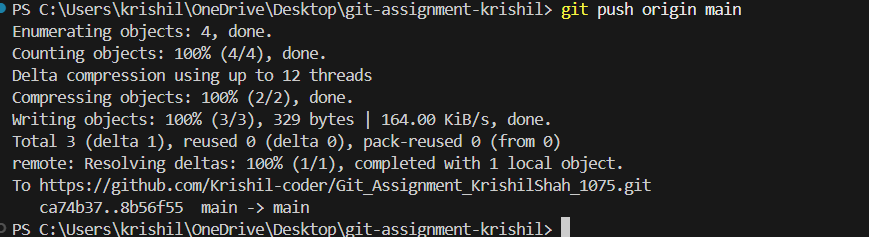 PS C:\Users\krishil\OneDrive\Desktop\git-assignment-krishil> git push origin main
Enumerating objects: 4, done.
Counting objects: 100% (4/4), done.
Delta compression using up to 12 threads
Compressing objects: 100% (2/2), done.
Writing objects: 100% (3/3), 329 bytes | 164.00 KiB/s, done.
Total 3 (delta 1), reused 0 (delta 0), pack-reused 0 (from 0)
remote: Resolving deltas: 100% (1/1), completed with 1 local object.
To https://github.com/Krishil-coder/Git_Assignment_KrishilShah_1075.git
   ca74b37..8b56f55  main -> main
PS C:\Users\krishil\OneDrive\Desktop\git-assignment-krishil>